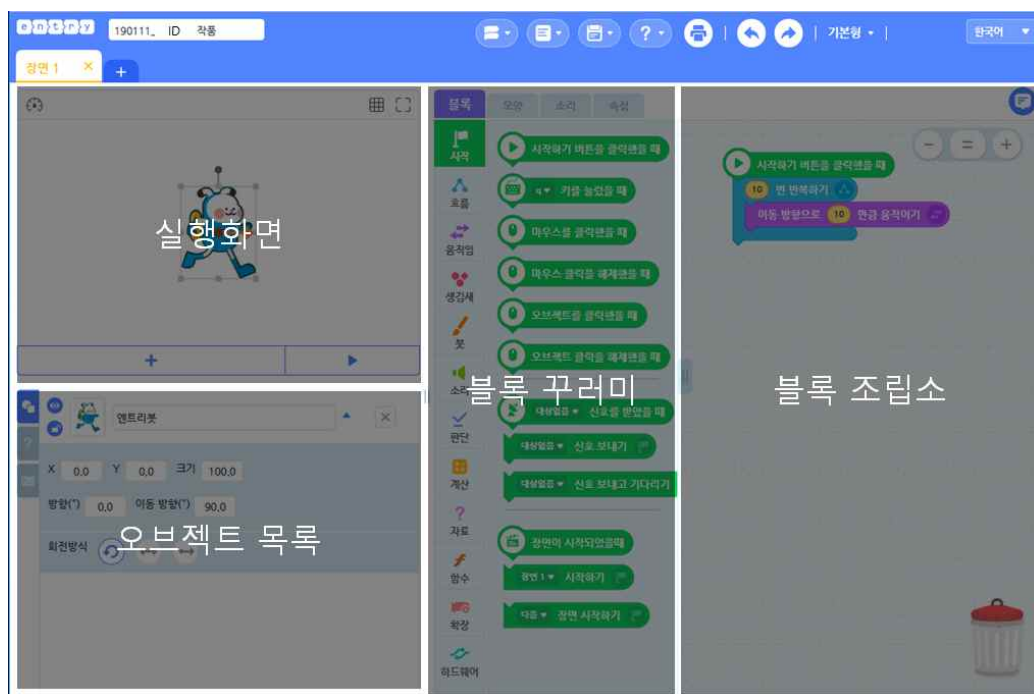 entry
190111_ ID 작품
기본형
한국어
장면 1
블록
모양
소리
속성
시작
흐름
움직임
생김새
붓
소리
판단
계산
자료
함수
확장
하드웨어
시작하기 버튼을 클릭했을 때
q 키를 눌렀을 때
마우스를 클릭했을 때
마우스 클릭을 해제했을 때
오브젝트를 클릭했을 때
오브젝트 클릭을 해제했을 때
대상없음 신호를 받았을 때
대상없음 신호 보내기
대상없음 신호 보내고 기다리기
장면이 시작되었을때
장면 1 시작하기
다음 장면 시작하기
시작하기 버튼을 클릭했을 때
10 번 반복하기
이동 방향으로 10 만큼 움직이기
실행화면
블록 꾸러미
블록 조립소
엔트리봇
X 0.0 Y 0.0 크기 100.0
방향(°) 0.0 이동 방향(°) 90.0
회전방식
오브젝트 목록